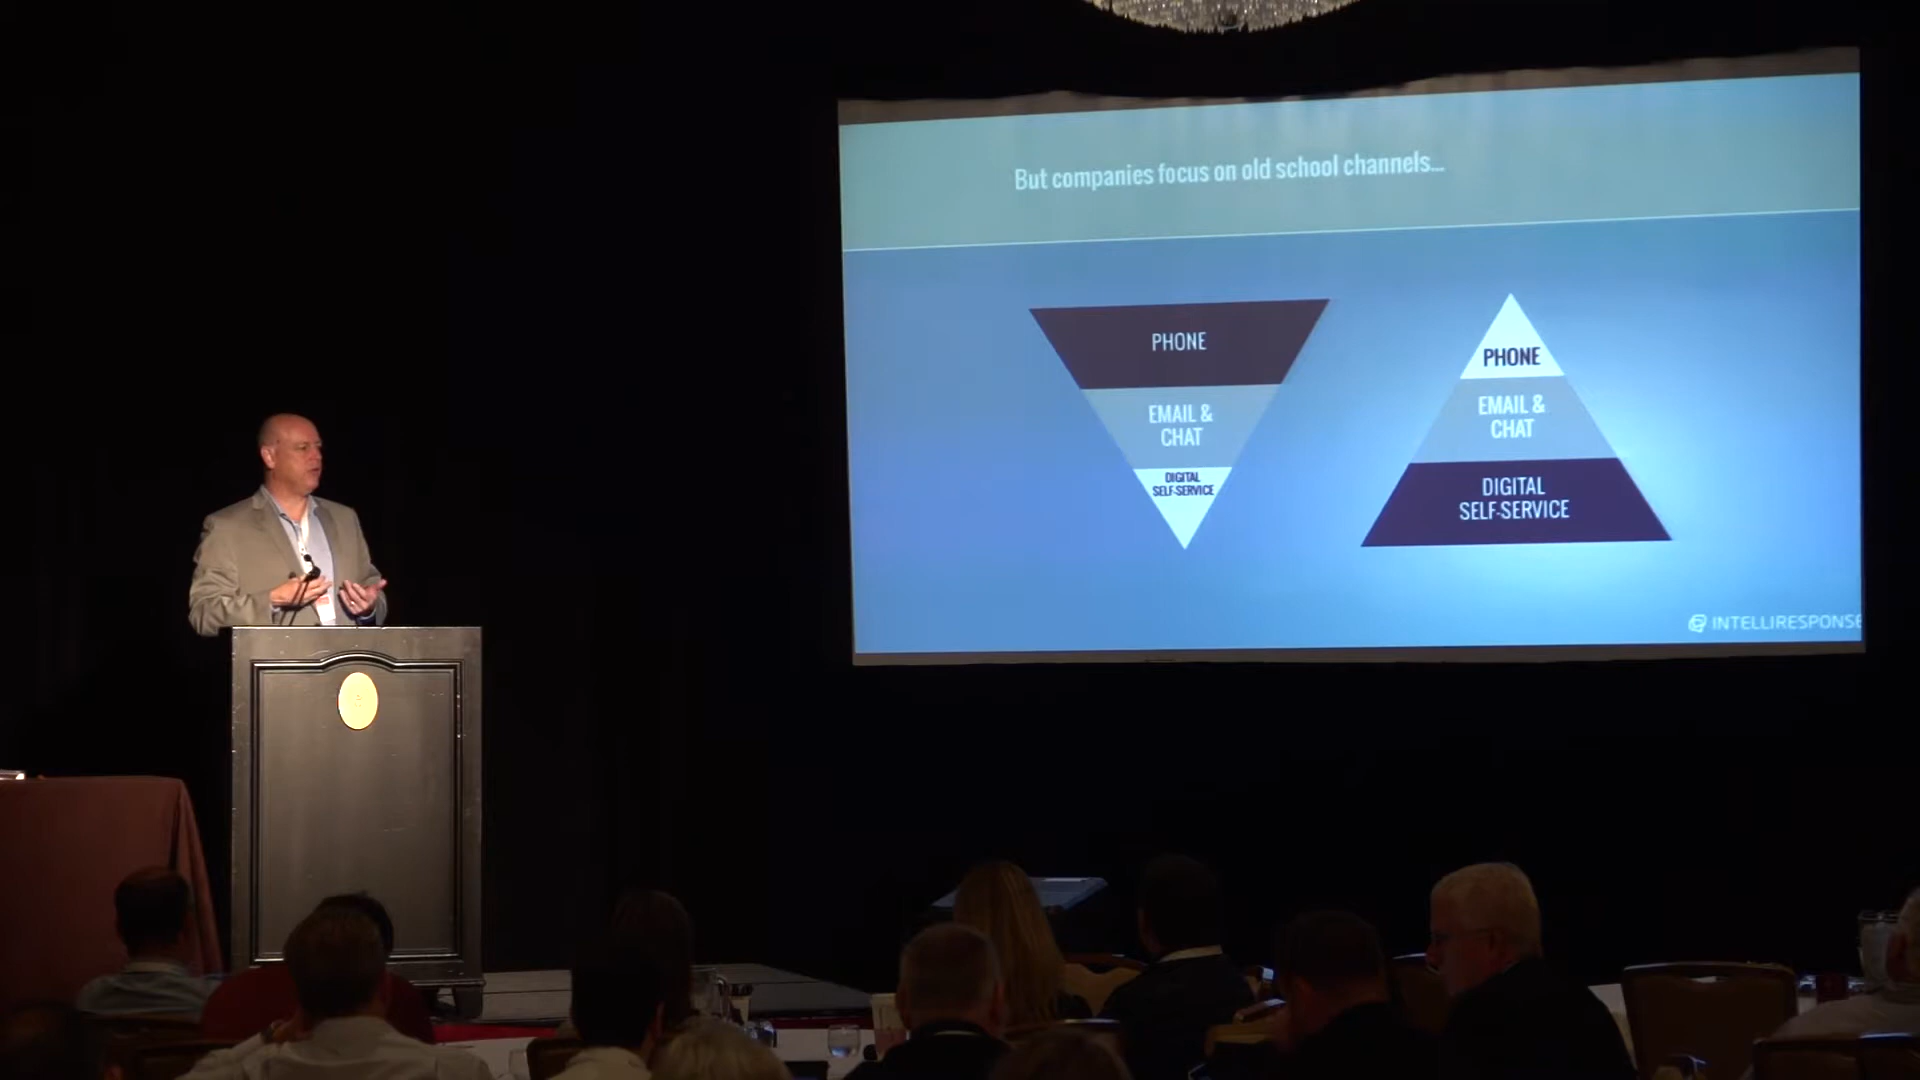 But companies focus on old school channels...
PHONE
EMAIL &
CHAT
DIGITAL
SELF-SERVICE
PHONE
EMAIL &
CHAT
DIGITAL
SELF-SERVICE
INTELLIRESPONSE